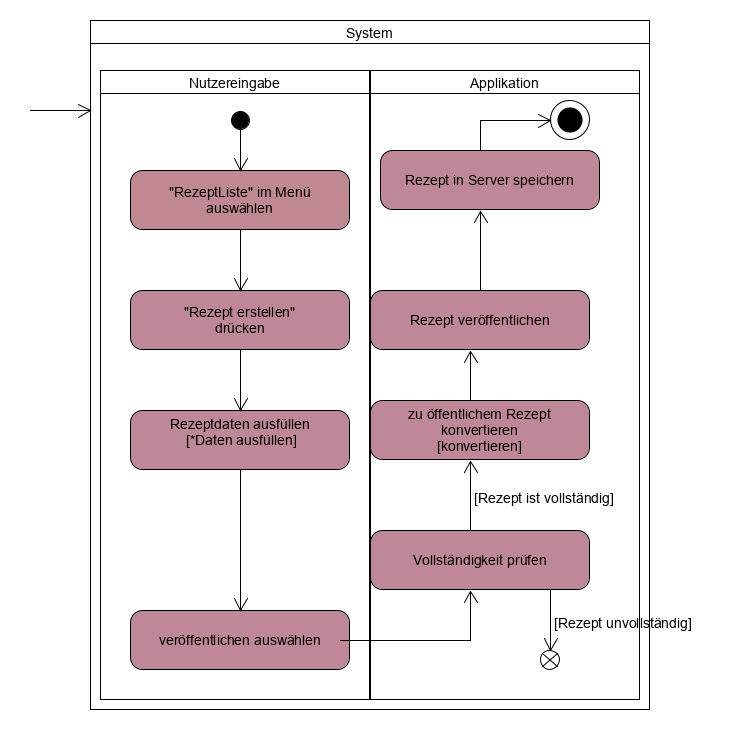 System
Nutzereingabe
Applikation
"RezeptListe" im Menü
auswählen
"Rezept erstellen"
drücken
Rezeptdaten ausfüllen
[*Daten ausfüllen]
veröffentlichen auswählen
Rezept in Server speichern
Rezept veröffentlichen
zu öffentlichem Rezept
konvertieren
[konvertieren]
[Rezept ist vollständig]
Vollständigkeit prüfen
[Rezept unvollständig]